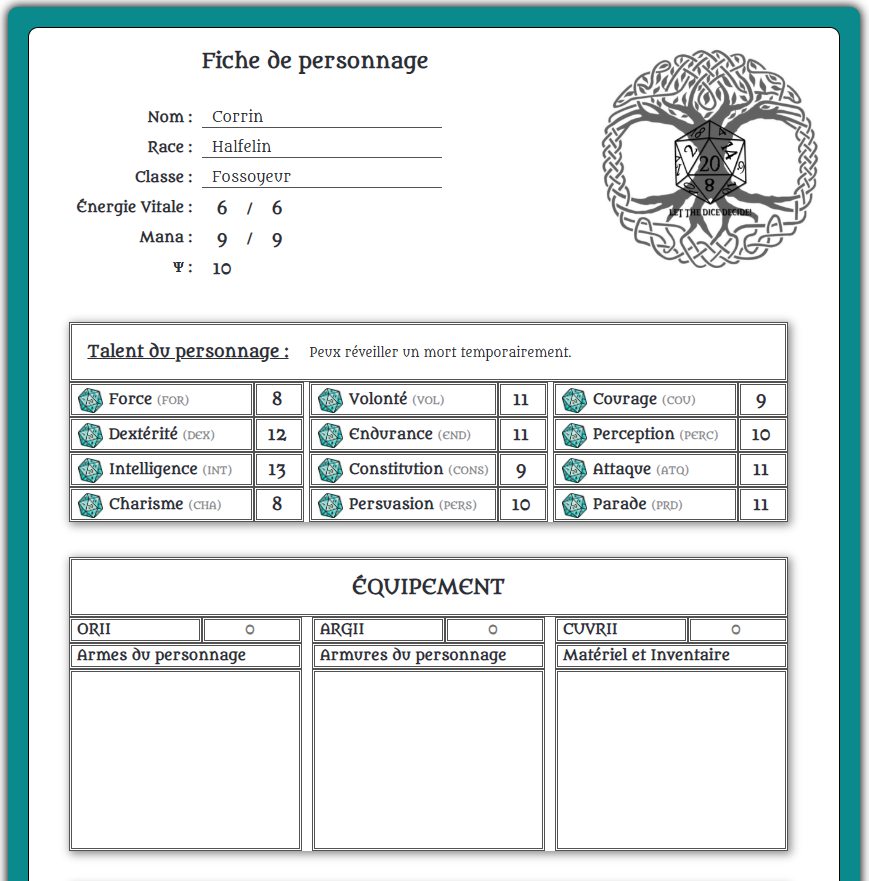 Fiche de personnage
Nom : Corrin
Race : Halfelin
Classe : Fossoyeur
Énergie Vitale : 6 / 6
Mana : 9 / 9
Ψ : 10
20
8
14
2
9
4
LET THE DICE DECIDE!
Talent du personnage : Peux réveiller un mort temporairement.
Force (FOR) 8 Volonté (VOL) 11 Courage (COU) 9
Dextérité (DEX) 12 Endurance (END) 11 Perception (PERC) 10
Intelligence (INT) 13 Constitution (CONS) 9 Attaque (ATQ) 11
Charisme (CHA) 8 Persuasion (PERS) 10 Parade (PRD) 11
ÉQUIPEMENT
ORII 0 ARGII 0 CUVRII 0
Armes du personnage Armures du personnage Matériel et Inventaire